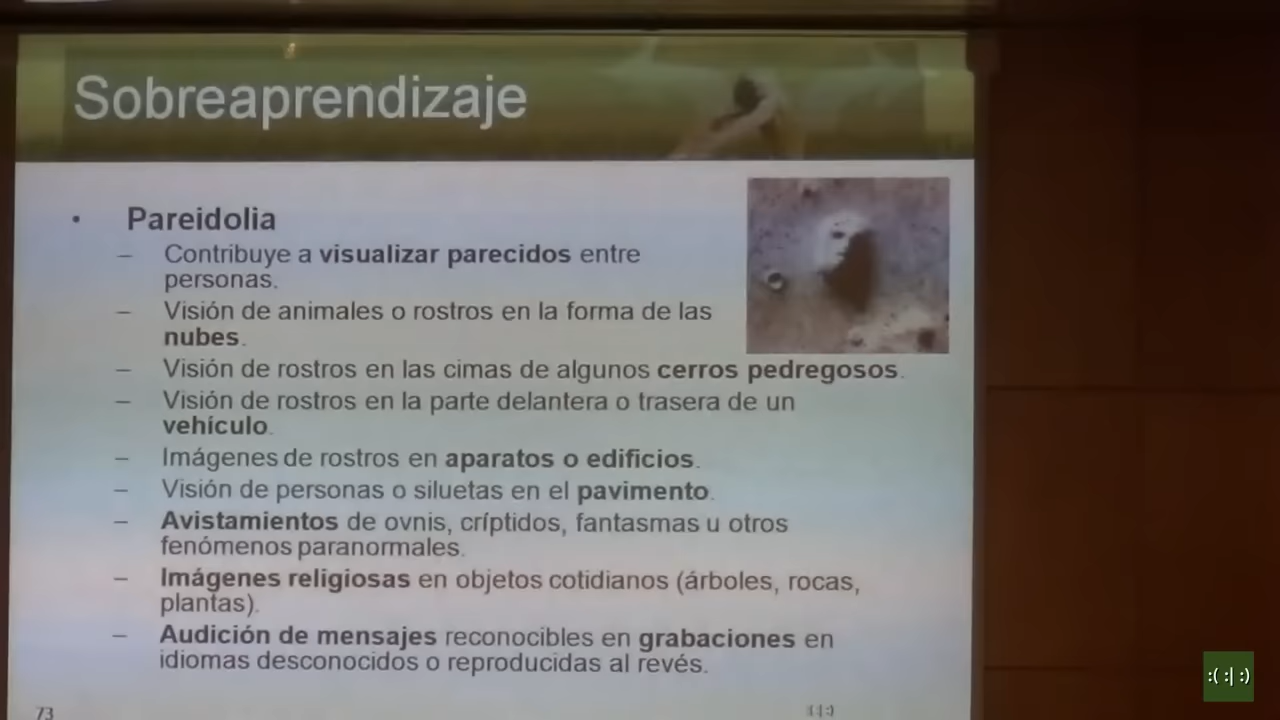 Sobreaprendizaje
• Pareidolia
– Contribuye a visualizar parecidos entre
personas.
– Visión de animales o rostros en la forma de las
nubes.
– Visión de rostros en las cimas de algunos cerros pedregosos.
– Visión de rostros en la parte delantera o trasera de un
vehículo.
– Imágenes de rostros en aparatos o edificios.
– Visión de personas o siluetas en el pavimento.
– Avistamientos de ovnis, críptidos, fantasmas u otros
fenómenos paranormales.
– Imágenes religiosas en objetos cotidianos (árboles, rocas,
plantas).
– Audición de mensajes reconocibles en grabaciones en
idiomas desconocidos o reproducidas al revés.
73
:(:|:)
:( :| :)